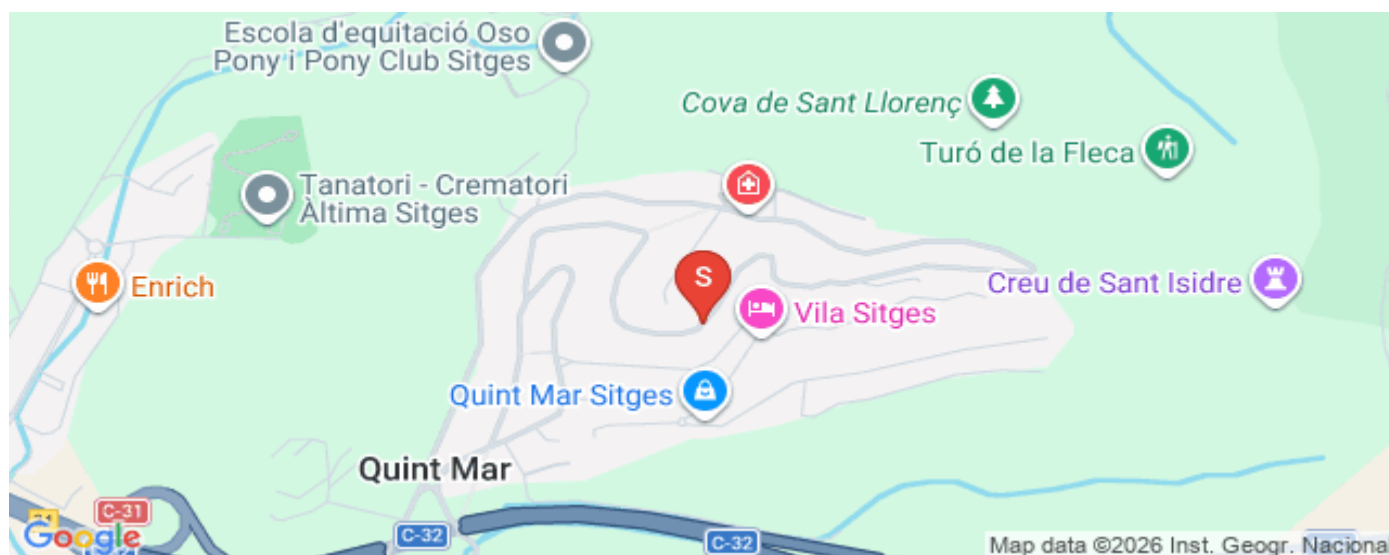 Escola d'equitació Oso
Pony i Pony Club Sitges
Cova de Sant Llorenç
Turó de la Fleca
Tanatori - Crematori
Àltima Sitges
S
Enrich
Creu de Sant Isidre
Vila Sitges
Quint Mar Sitges
Quint Mar
C-31
C-32
C-32
Google
Map data ©2026 Inst. Geogr. Naciona